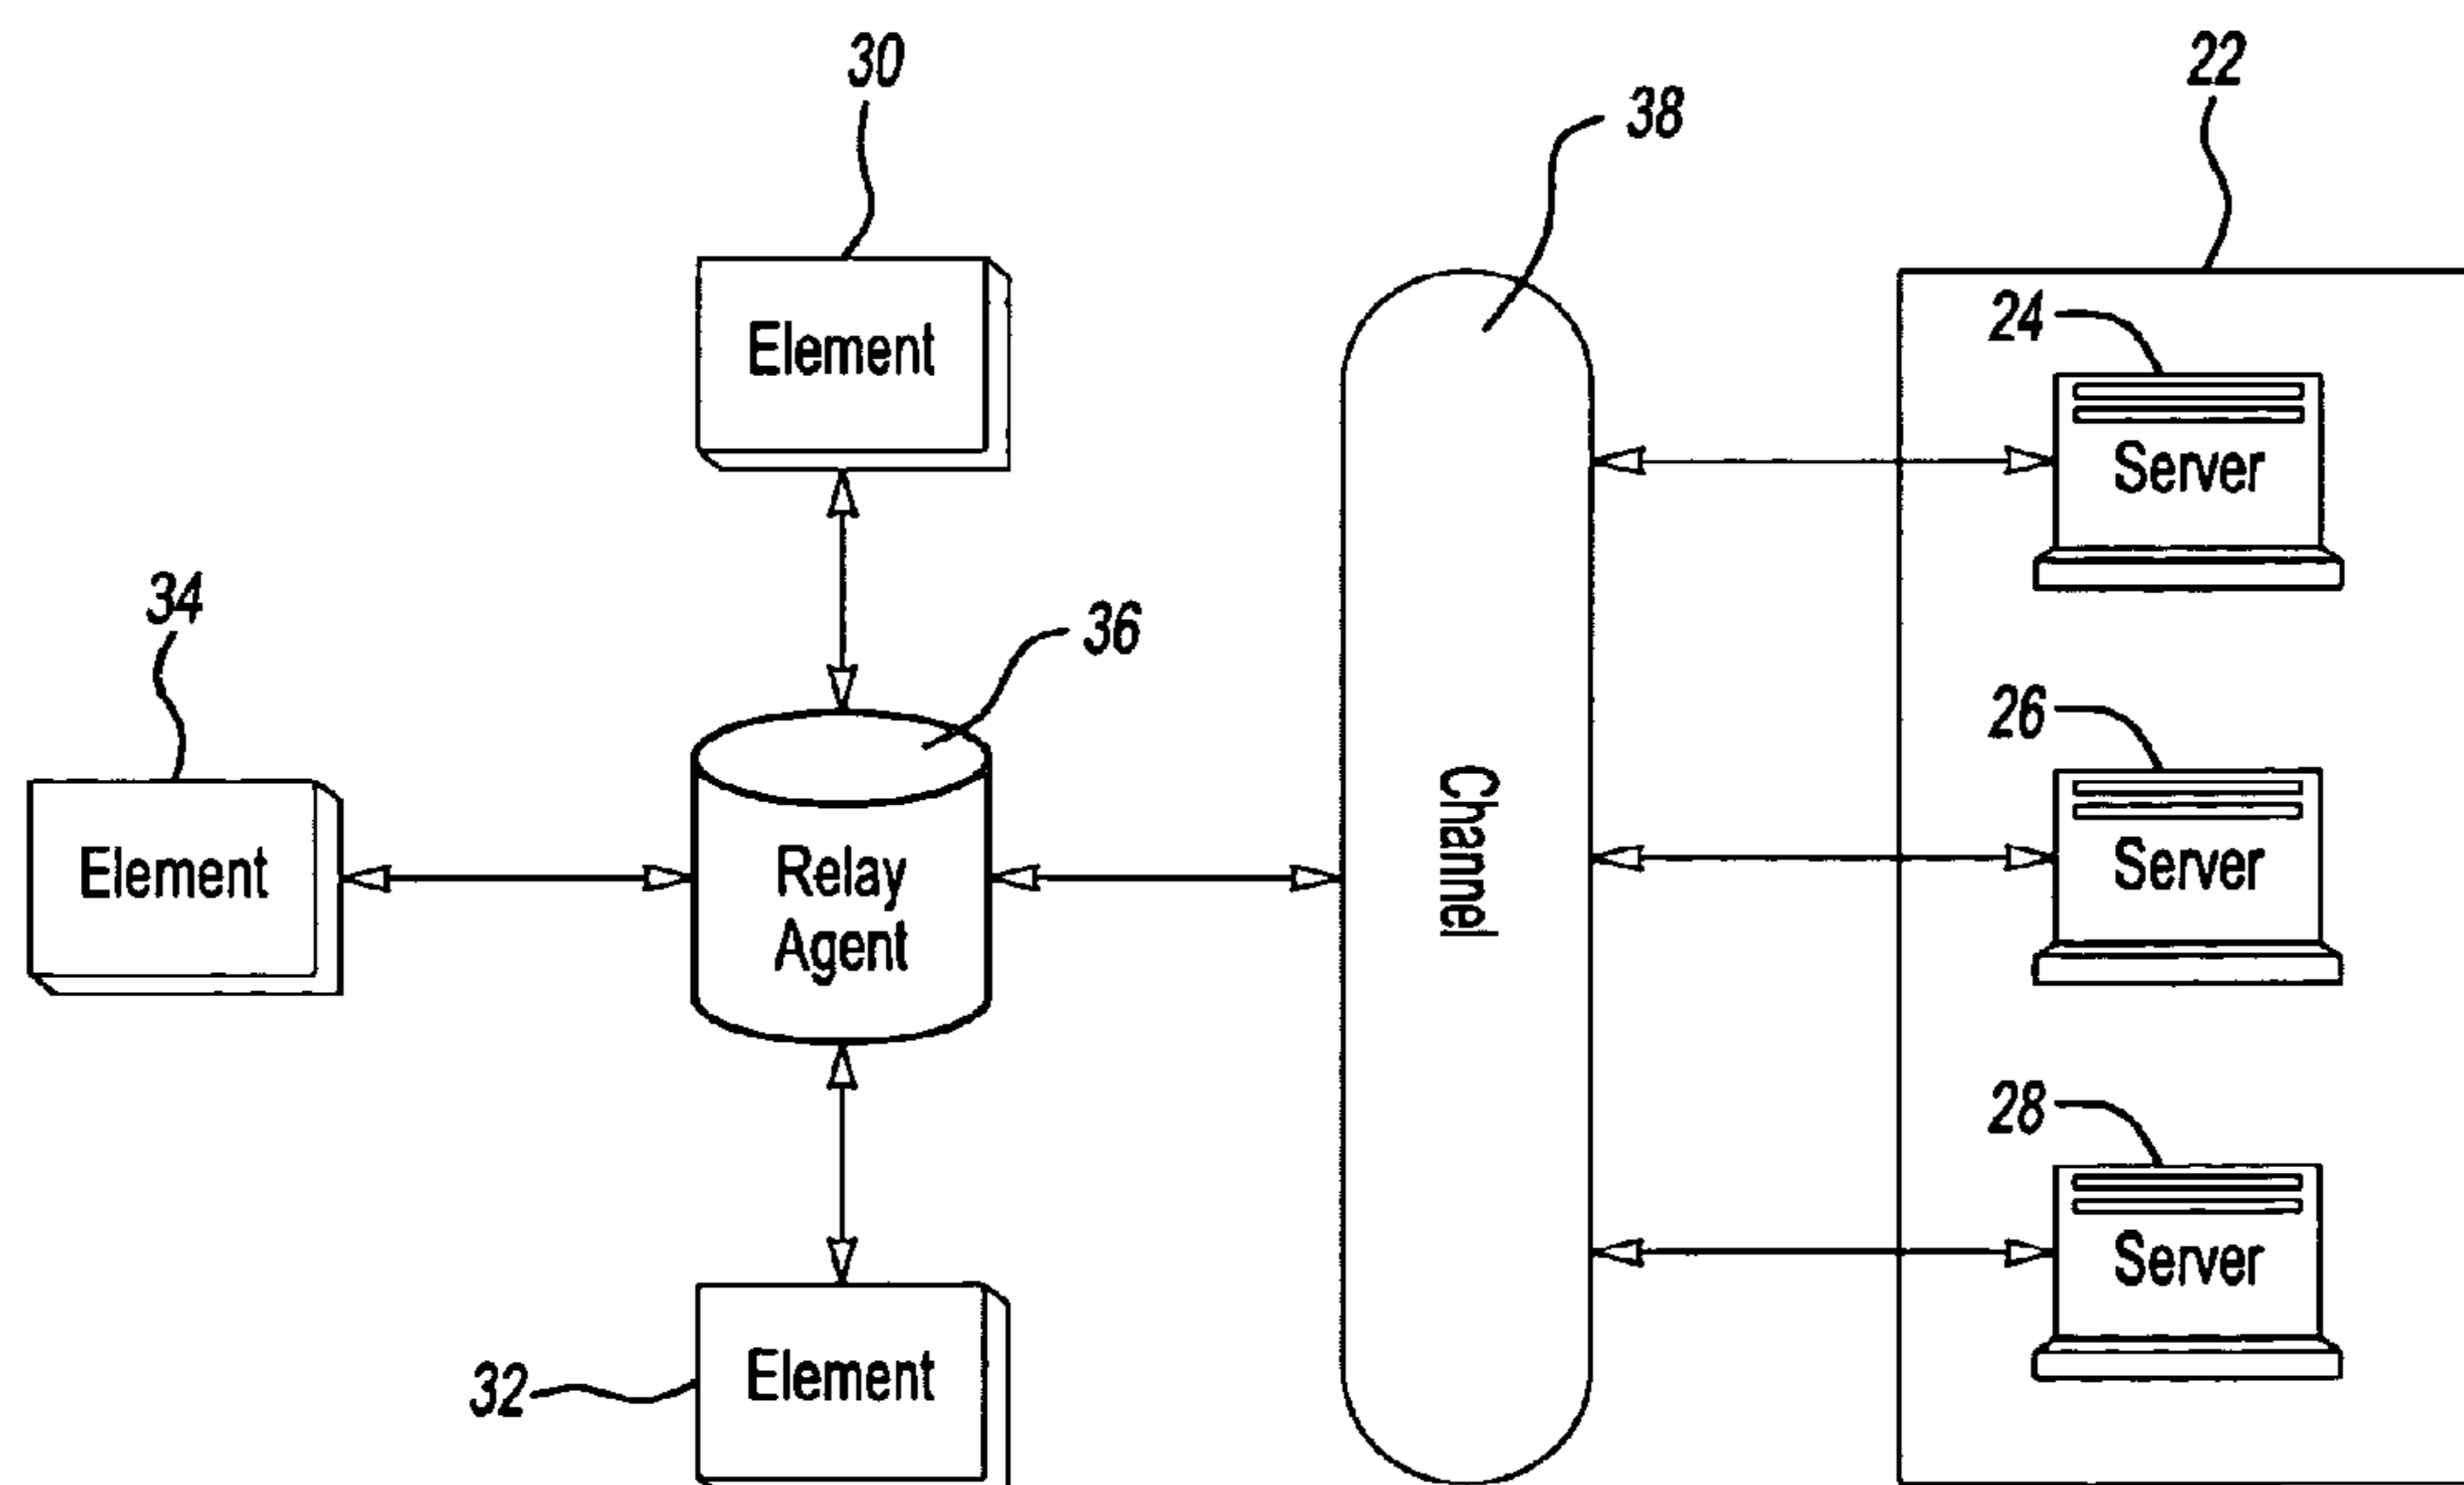 30
22
38
24
Element
Server
34
36
26
Element
Relay
Agent
Channel
Server
28
32
Element
Server